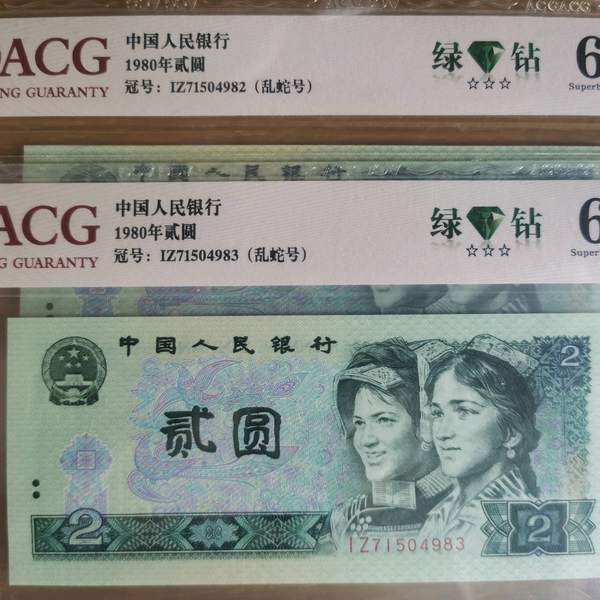 ACG
中国人民银行
1980年贰圆
冠号：IZ71504982（乱蛇号）
绿 钻
☆☆☆
6
Superb
ING GUARANTY
ACG
中国人民银行
1980年贰圆
冠号：IZ71504983（乱蛇号）
绿 钻
☆☆☆
6
Superb
NG GUARANTY
中国人民银行
贰圆
2
2
2
IZ71504983